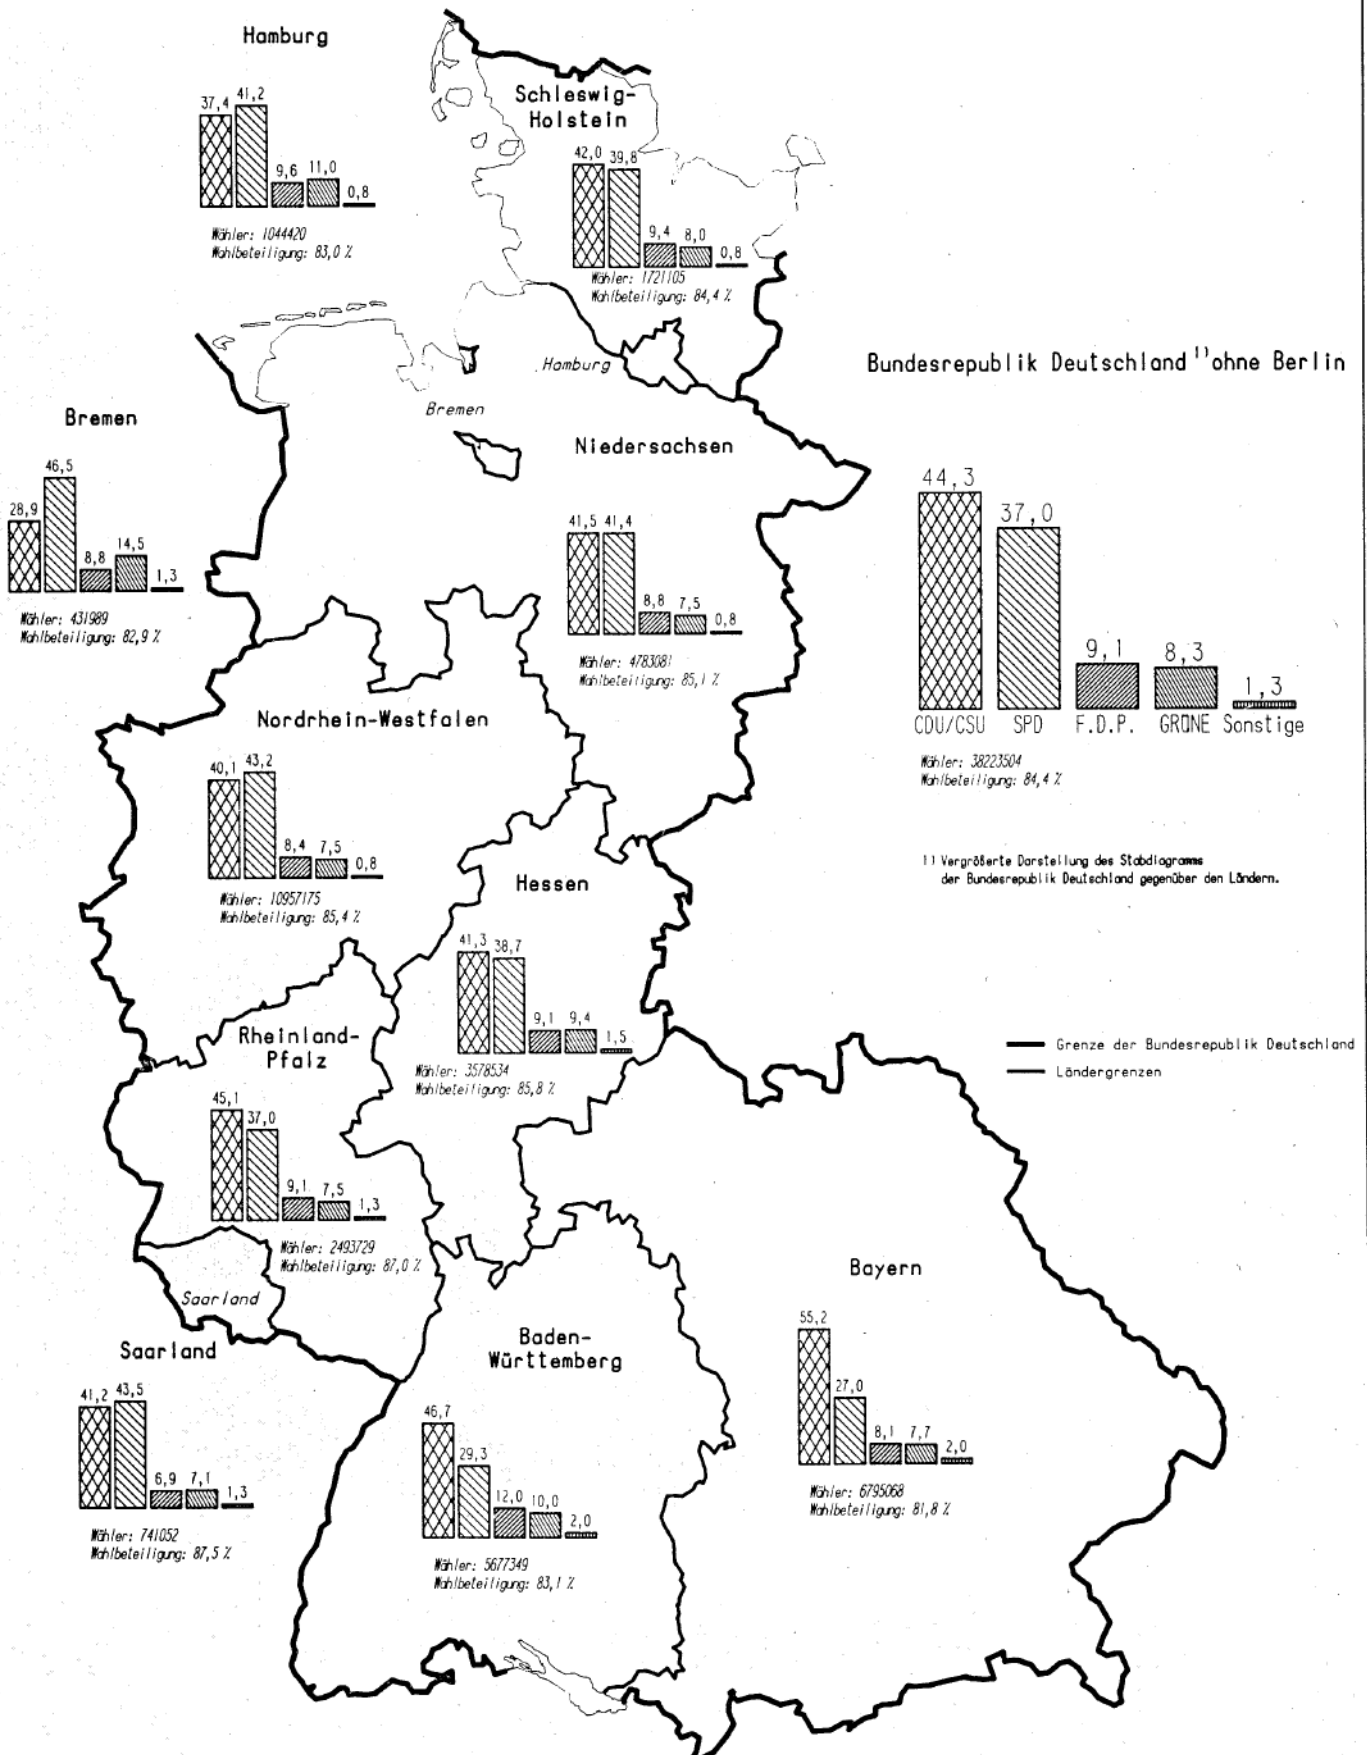 Hamburg
37,4 41,2 9,6 11,0 0,8
Wähler: 1044420
Wahlbeteiligung: 83,0 %
Schleswig-
Holstein
42,0 39,8 9,4 8,0 0,8
Wähler: 1721105
Wahlbeteiligung: 84,4 %
Hamburg
Bundesrepublik Deutschland 1) ohne Berlin
44,3 37,0 9,1 8,3 1,3
CDU/CSU SPD F.D.P. GRÜNE Sonstige
Wähler: 38223504
Wahlbeteiligung: 84,4 %
1) Vergrößerte Darstellung des Stabdiagramms
der Bundesrepublik Deutschland gegenüber den Ländern.
Bremen
Bremen
28,9 46,5 8,8 14,5 1,3
Wähler: 431989
Wahlbeteiligung: 82,9 %
Niedersachsen
41,5 41,4 8,8 7,5 0,8
Wähler: 4783081
Wahlbeteiligung: 85,1 %
Nordrhein-Westfalen
40,1 43,2 8,4 7,5 0,8
Wähler: 10957175
Wahlbeteiligung: 85,4 %
Hessen
41,3 38,7 9,1 9,4 1,5
Wähler: 3578534
Wahlbeteiligung: 85,8 %
Rheinland-
Pfalz
45,1 37,0 9,1 7,5 1,3
Wähler: 2493729
Wahlbeteiligung: 87,0 %
Grenze der Bundesrepublik Deutschland
Ländergrenzen
Saarland
Saarland
41,2 43,5 6,9 7,1 1,3
Wähler: 741052
Wahlbeteiligung: 87,5 %
Baden-
Württemberg
46,7 29,3 12,0 10,0 2,0
Wähler: 5677349
Wahlbeteiligung: 83,1 %
Bayern
55,2 27,0 8,1 7,7 2,0
Wähler: 6795068
Wahlbeteiligung: 81,8 %